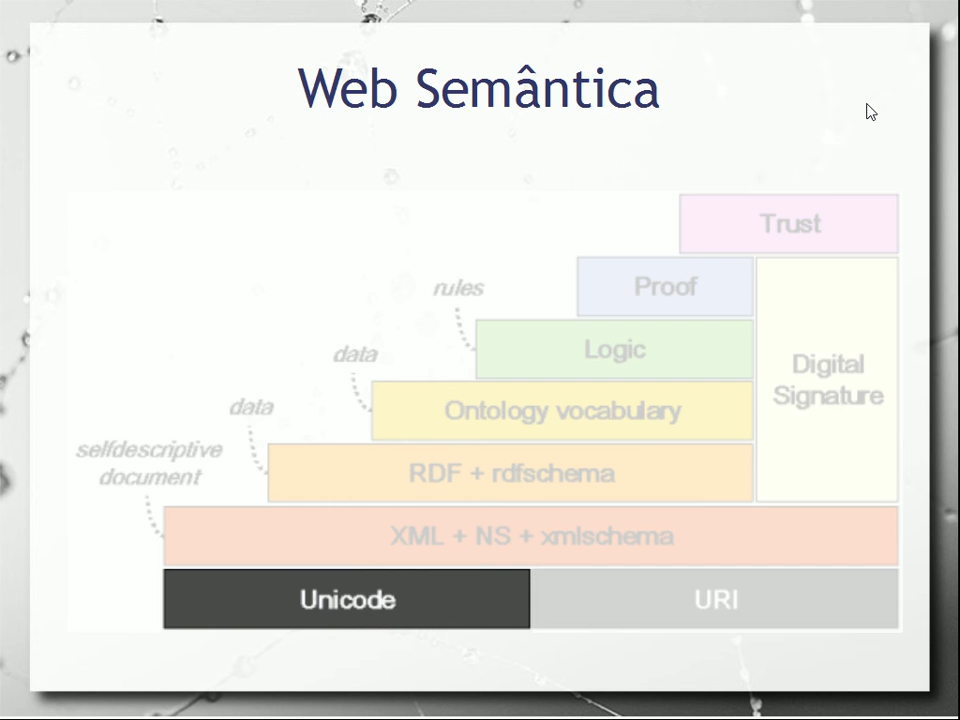 Web Semântica
Trust
rules
Proof
data
Logic
Digital
Signature
data
Ontology vocabulary
selfdescriptive
document
RDF + rdfschema
XML + NS + xmlschema
Unicode
URI